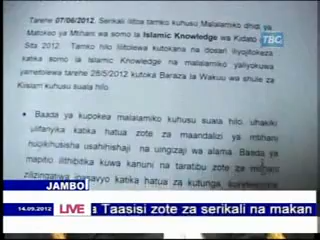 Tarehe 07/06/2012, Serikali ilitoa tamko kuhusu Malalamiko dhidi ya
Matokeo ya Mtihani wa somo la Islamic Knowledge wa Kidato
Sita 2012. Tamko hilo lilitolewa kutokana na dosari iliyojitokeza
katika somo la Islamic Knowledge na malalamiko yaliyokuwa
yametolewa tarehe 28/5/2012 kutoka Baraza la Wakuu wa shule za
Kiislam kuhusu suala hilo.
TBC
• Baada ya kupokea malalamiko kuhusu suala hilo, uhakiki
ulifanyika katika hatua zote za maandalizi ya mtihani
hususan usahihishaji na uingizaji wa alama Baada ya
mapitio ilithibitika kuwa kanuni na taratibu zote za mtihani
zilizingatiwa ipasavyo katika hatua za kutunga,
JAMBO
14.09.2012 LIVE a Taasisi zote za serikali na makan